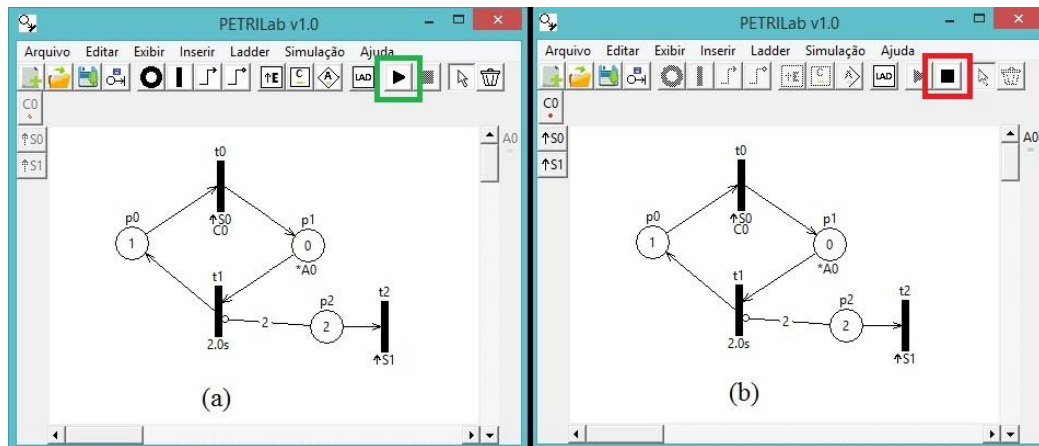 PETRILab v1.0
Arquivo Editar Exibir Inserir Ladder Simulação Ajuda
↑E C A LAD
C0
↑S0 A0
↑S1
t0
p0 p1
↑S0
C0
1 0
*A0
t1
p2 t2
2 2
2.0s
↑S1
(a)
PETRILab v1.0
Arquivo Editar Exibir Inserir Ladder Simulação Ajuda
↑E C A LAD
C0
↑S0 A0
↑S1
t0
p0 p1
↑S0
C0
1 0
*A0
t1
p2 t2
2 2
2.0s
↑S1
(b)